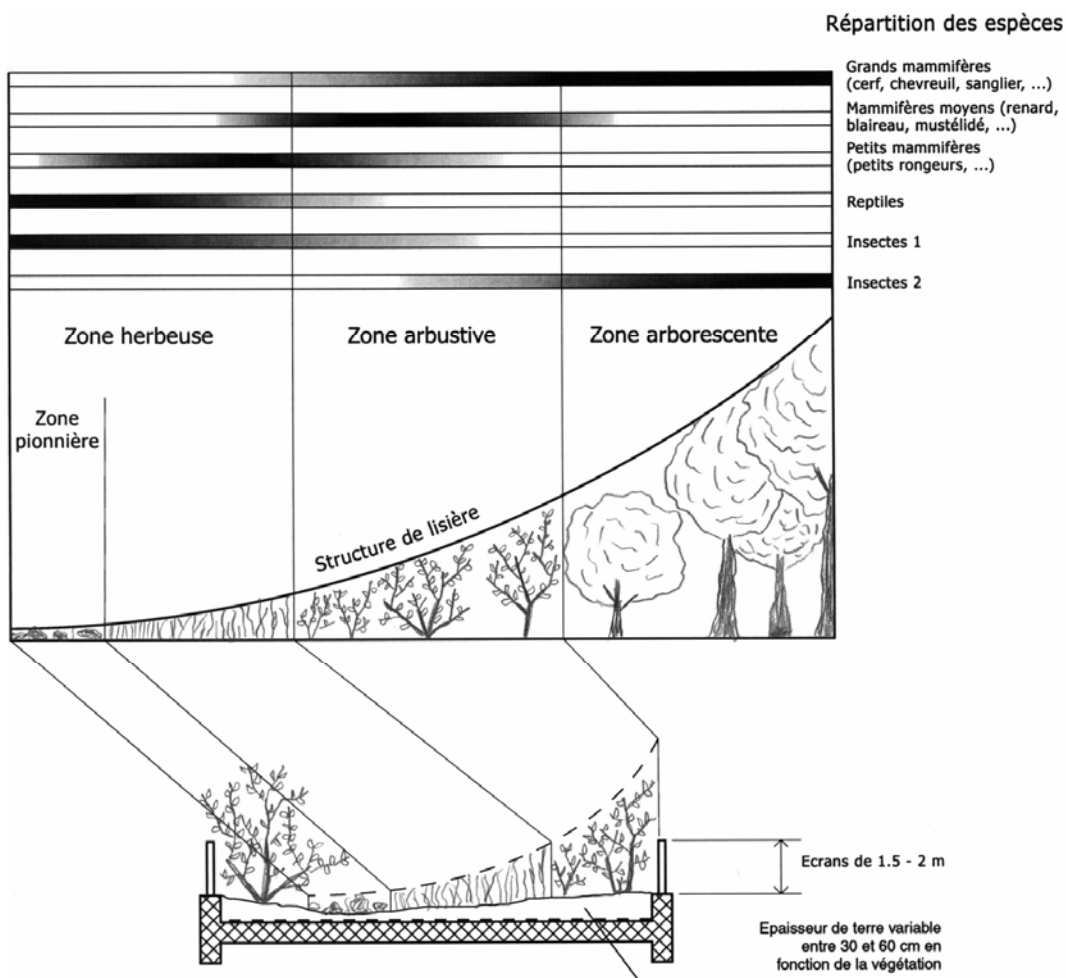 Répartition des espèces
Grands mammifères
(cerf, chevreuil, sanglier, ...)
Mammifères moyens (renard,
blaireau, mustélidé, ...)
Petits mammifères
(petits rongeurs, ...)
Reptiles
Insectes 1
Insectes 2
Zone herbeuse
Zone arbustive
Zone arborescente
Zone
pionnière
Structure de lisière
Ecrans de 1.5 - 2 m
Epaisseur de terre variable
entre 30 et 60 cm en
fonction de la végétation